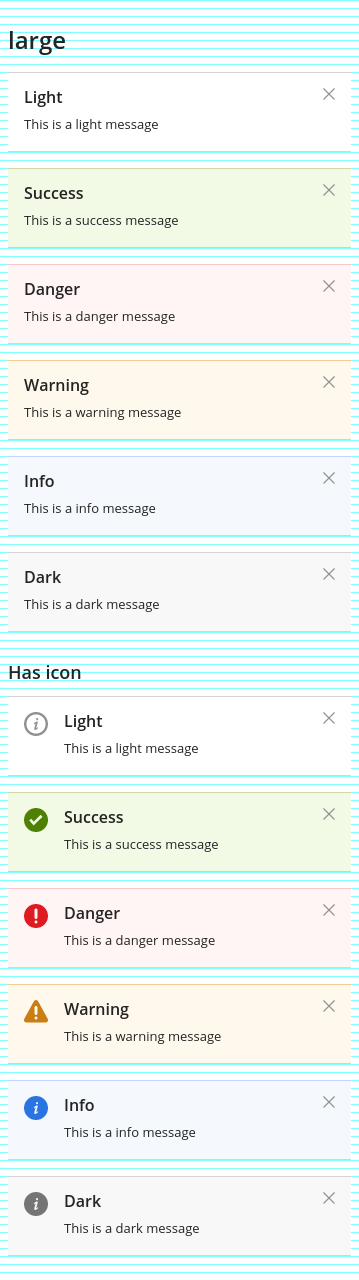 large
Light
This is a light message
Success
This is a success message
Danger
This is a danger message
Warning
This is a warning message
Info
This is a info message
Dark
This is a dark message
Has icon
Light
This is a light message
Success
This is a success message
Danger
This is a danger message
Warning
This is a warning message
Info
This is a info message
Dark
This is a dark message